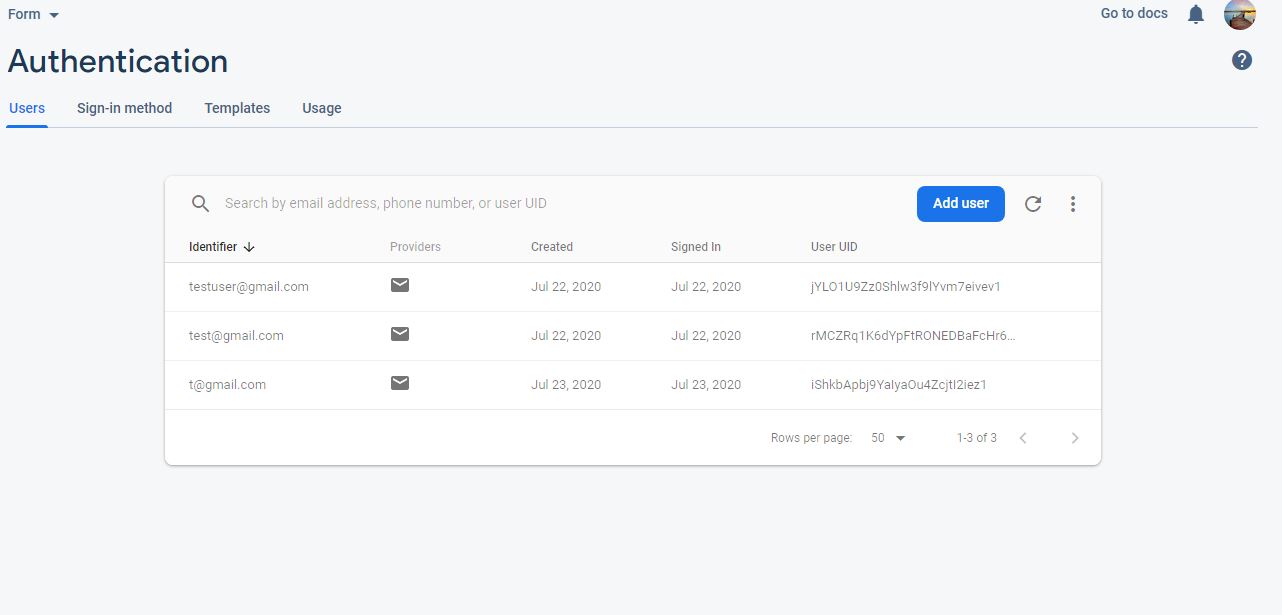 Form
Go to docs
Authentication
Users Sign-in method Templates Usage
Search by email address, phone number, or user UID
Add user
Identifier Providers Created Signed In User UID
testuser@gmail.com Jul 22, 2020 Jul 22, 2020 jYLO1U9Zz0Shlw3f9lYvm7eivev1
test@gmail.com Jul 22, 2020 Jul 22, 2020 rMCZRq1K6dYpFtRONEDBaFcHr6...
t@gmail.com Jul 23, 2020 Jul 23, 2020 iShkbApbj9YaIyaOu4ZcjtI2iez1
Rows per page: 50 1-3 of 3